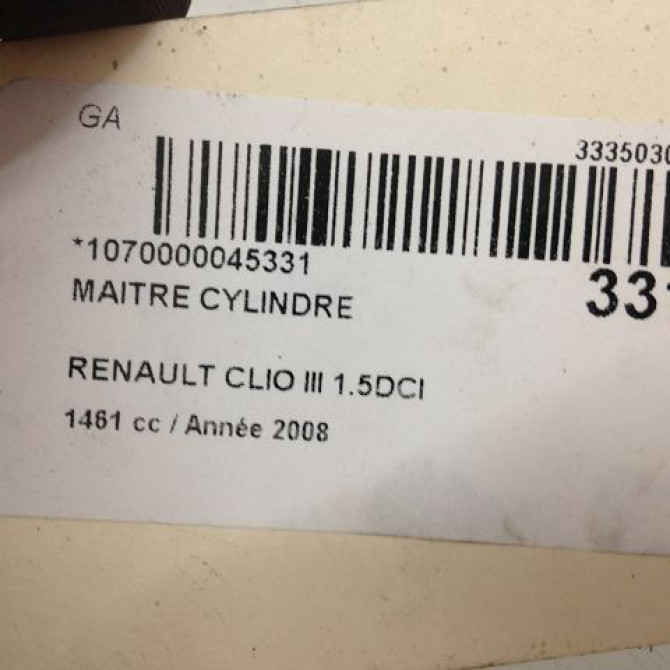 GA
3335030
*1070000045331
MAITRE CYLINDRE
331
RENAULT CLIO III 1.5DCI
1461 cc / Année 2008